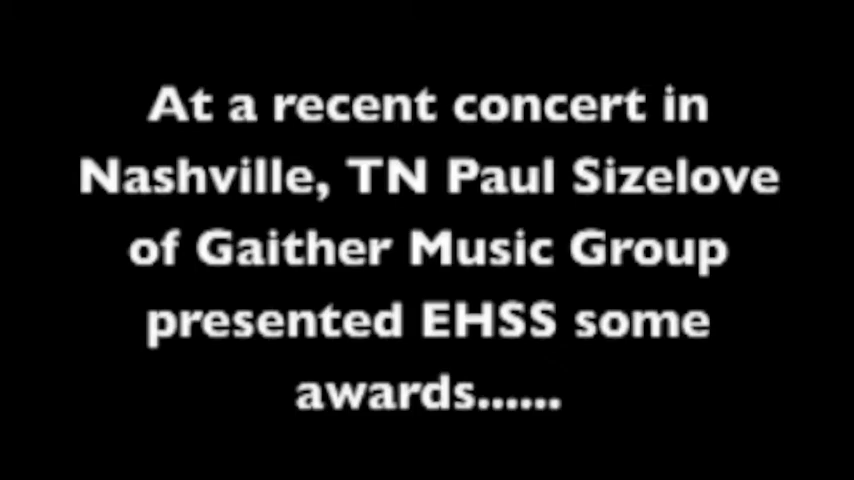 At a recent concert in
Nashville, TN Paul Sizelove
of Gaither Music Group
presented EHSS some
awards......